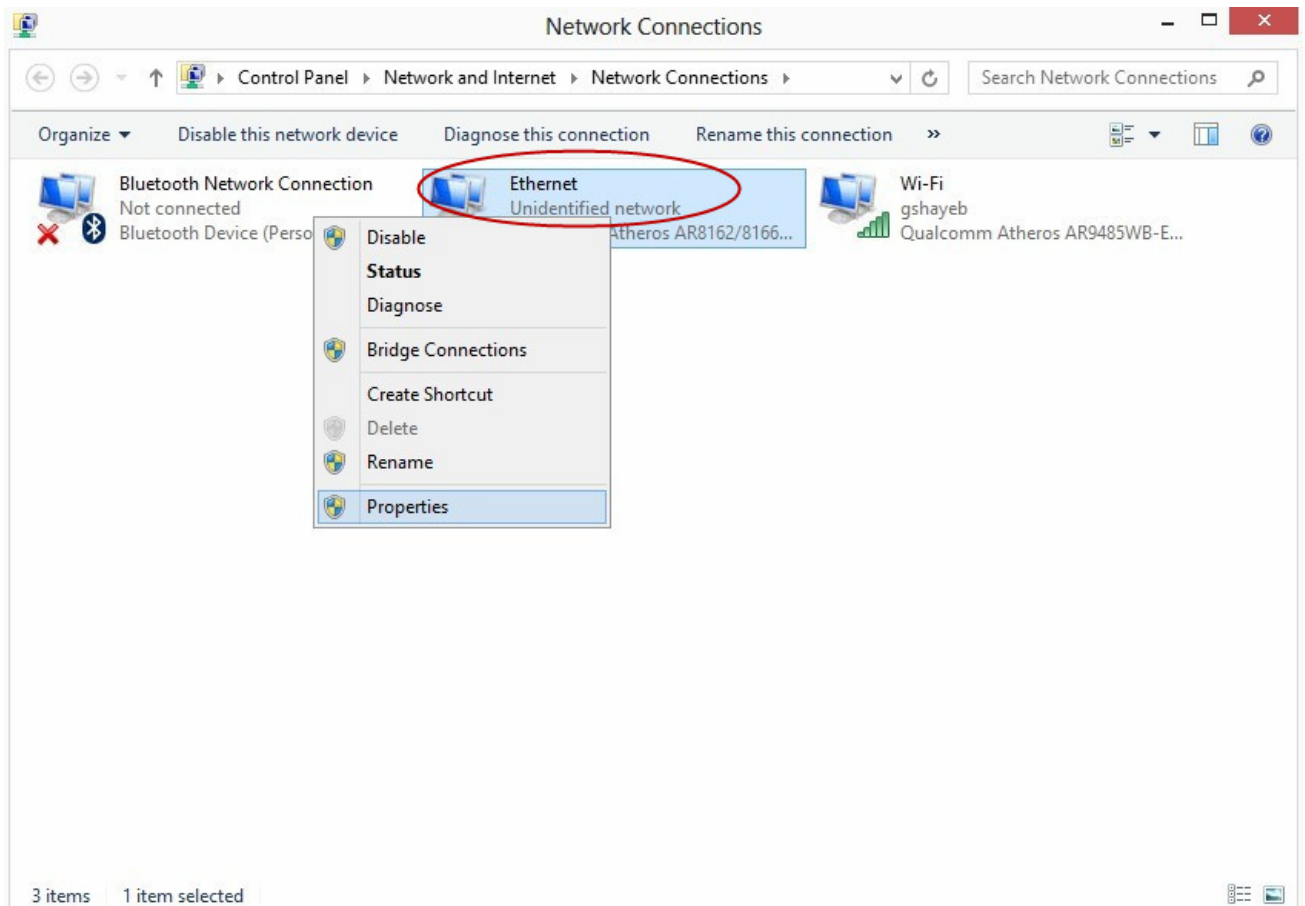 Network Connections
Control Panel Network and Internet Network Connections
Search Network Connections
Organize Disable this network device Diagnose this connection Rename this connection »
Bluetooth Network Connection
Not connected
Bluetooth Device (Perso
Ethernet
Unidentified network
Atheros AR8162/8166...
Wi-Fi
gshayeb
Qualcomm Atheros AR9485WB-E...
Disable
Status
Diagnose
Bridge Connections
Create Shortcut
Delete
Rename
Properties
3 items 1 item selected